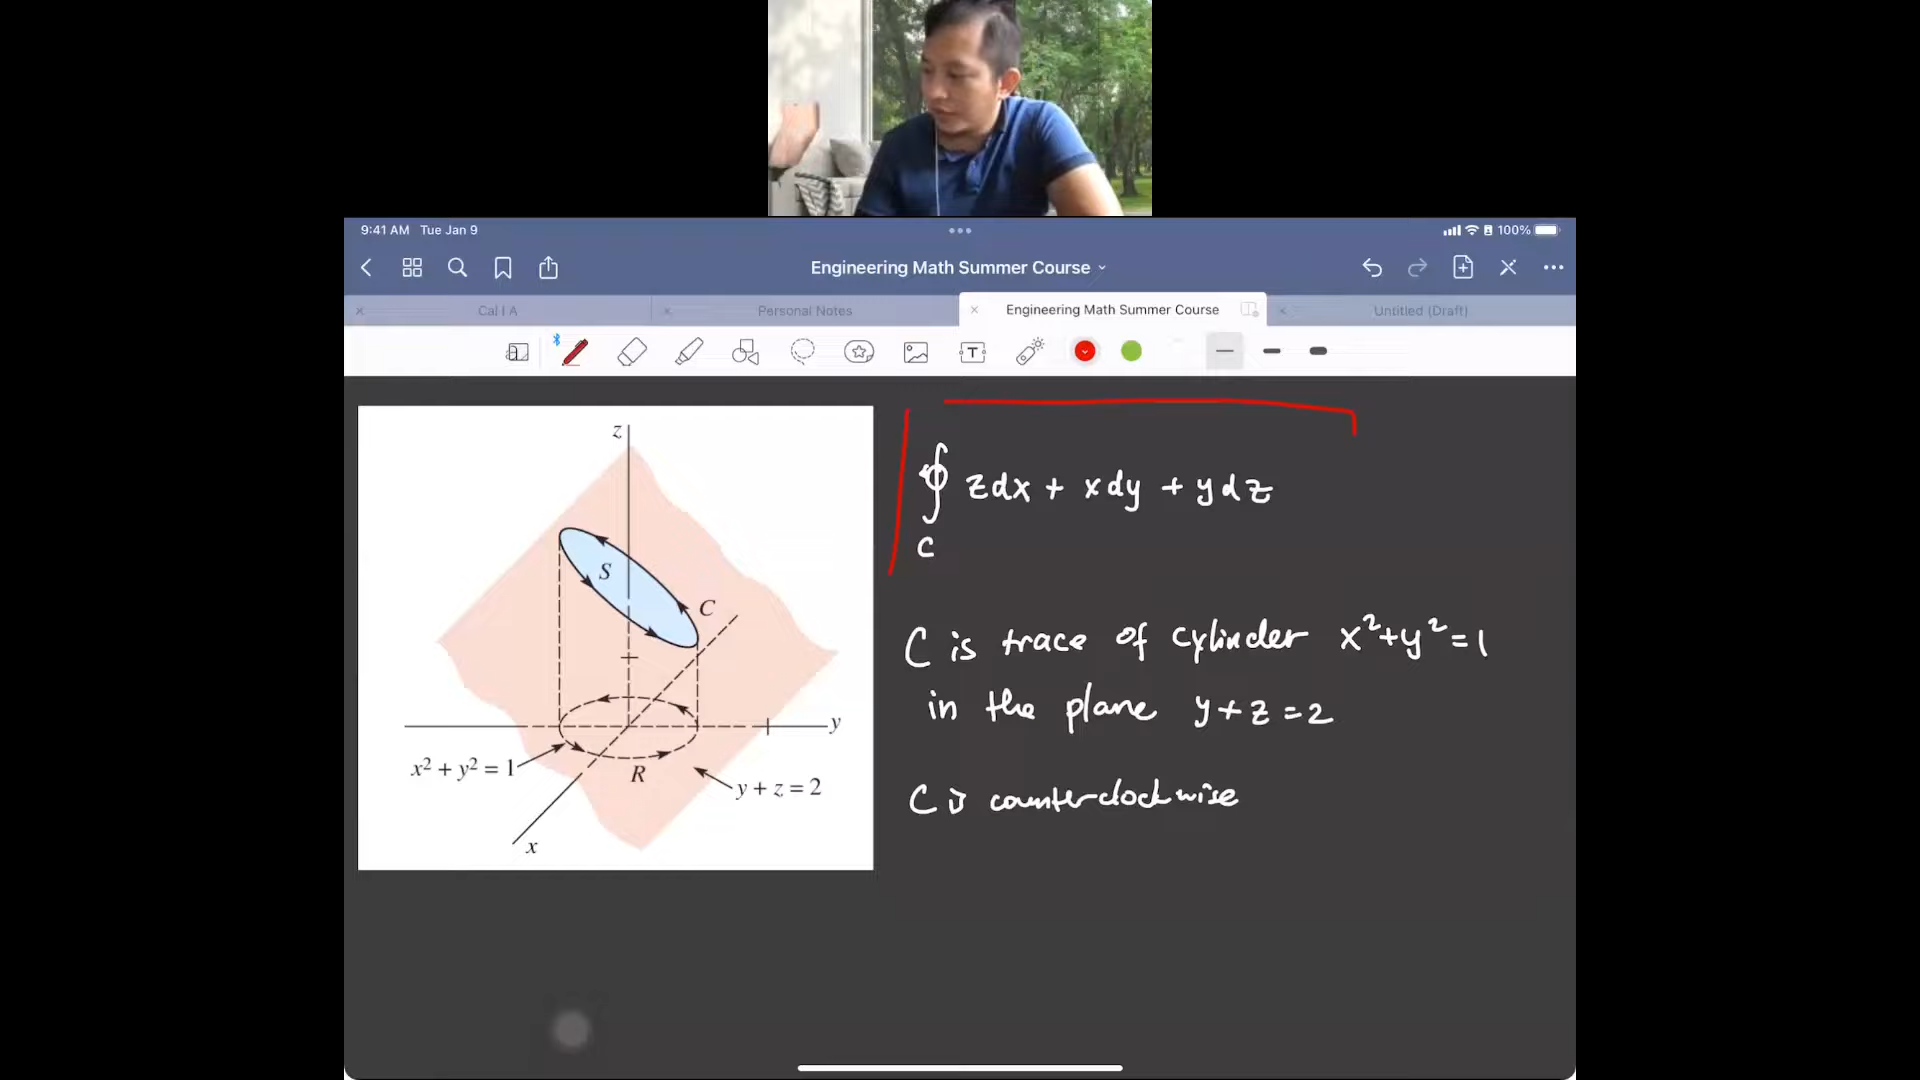 9:41 AM Tue Jan 9
100%
Engineering Math Summer Course
Cal I A
Personal Notes
Engineering Math Summer Course
Untitled (Draft)
z
S
C
y
x² + y² = 1
R
y + z = 2
x
∮ zdx + xdy + ydz
C
C is trace of cylinder x²+y²=1
in the plane y+z=2
C is counterclockwise